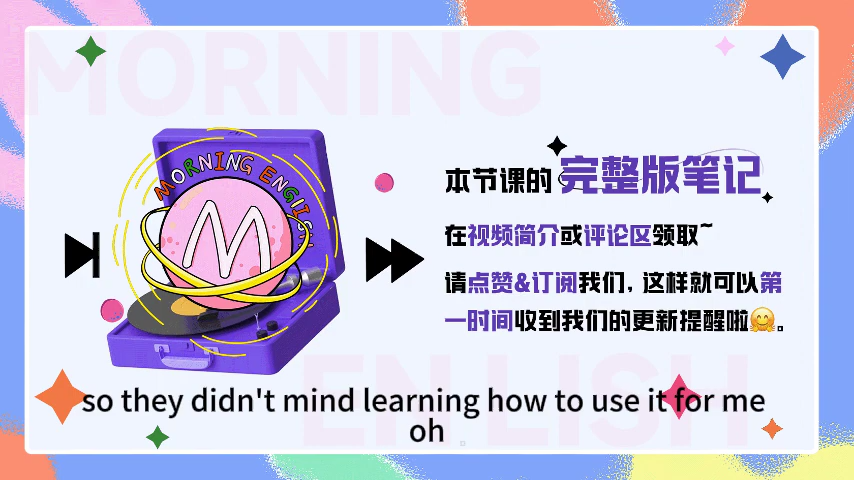 MORNING
MORNING ENGlISH
M
本节课的 完整版笔记
在视频简介或评论区领取~
请点赞&订阅我们，这样就可以第
一时间收到我们的更新提醒啦🤗。
EN LISH
so they didn't mind learning how to use it for me
oh